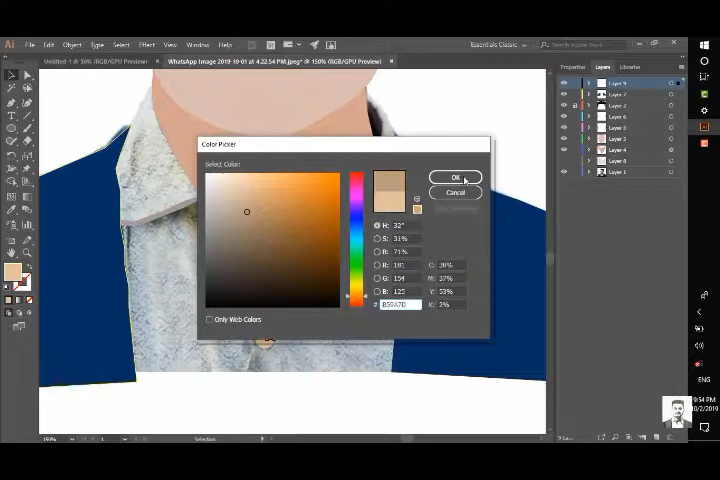 Ai File Edit Object Type Select Effect View Window Help
Essentials Classic
Search Adobe Stock
Untitled-1 @ 50% (RGB/GPU Preview) ×
WhatsApp Image 2019-10-01 at 4.22.54 PM.jpeg* @ 150% (RGB/GPU Preview) ×
Properties Layers Libraries
Layer 9
Layer 7
Layer 2
Layer 6
Layer 5
Layer 3
Layer 4
Layer 8
Layer 1
Color Picker
Select Color:
OK
Cancel
H: 32°
S: 31%
B: 71%
R: 181 C: 30%
G: 154 M: 37%
B: 125 Y: 53%
# B59A7D K: 2%
Only Web Colors
150%
1
Selection
9 Layers
ENG
9:54 PM
10/2/2019